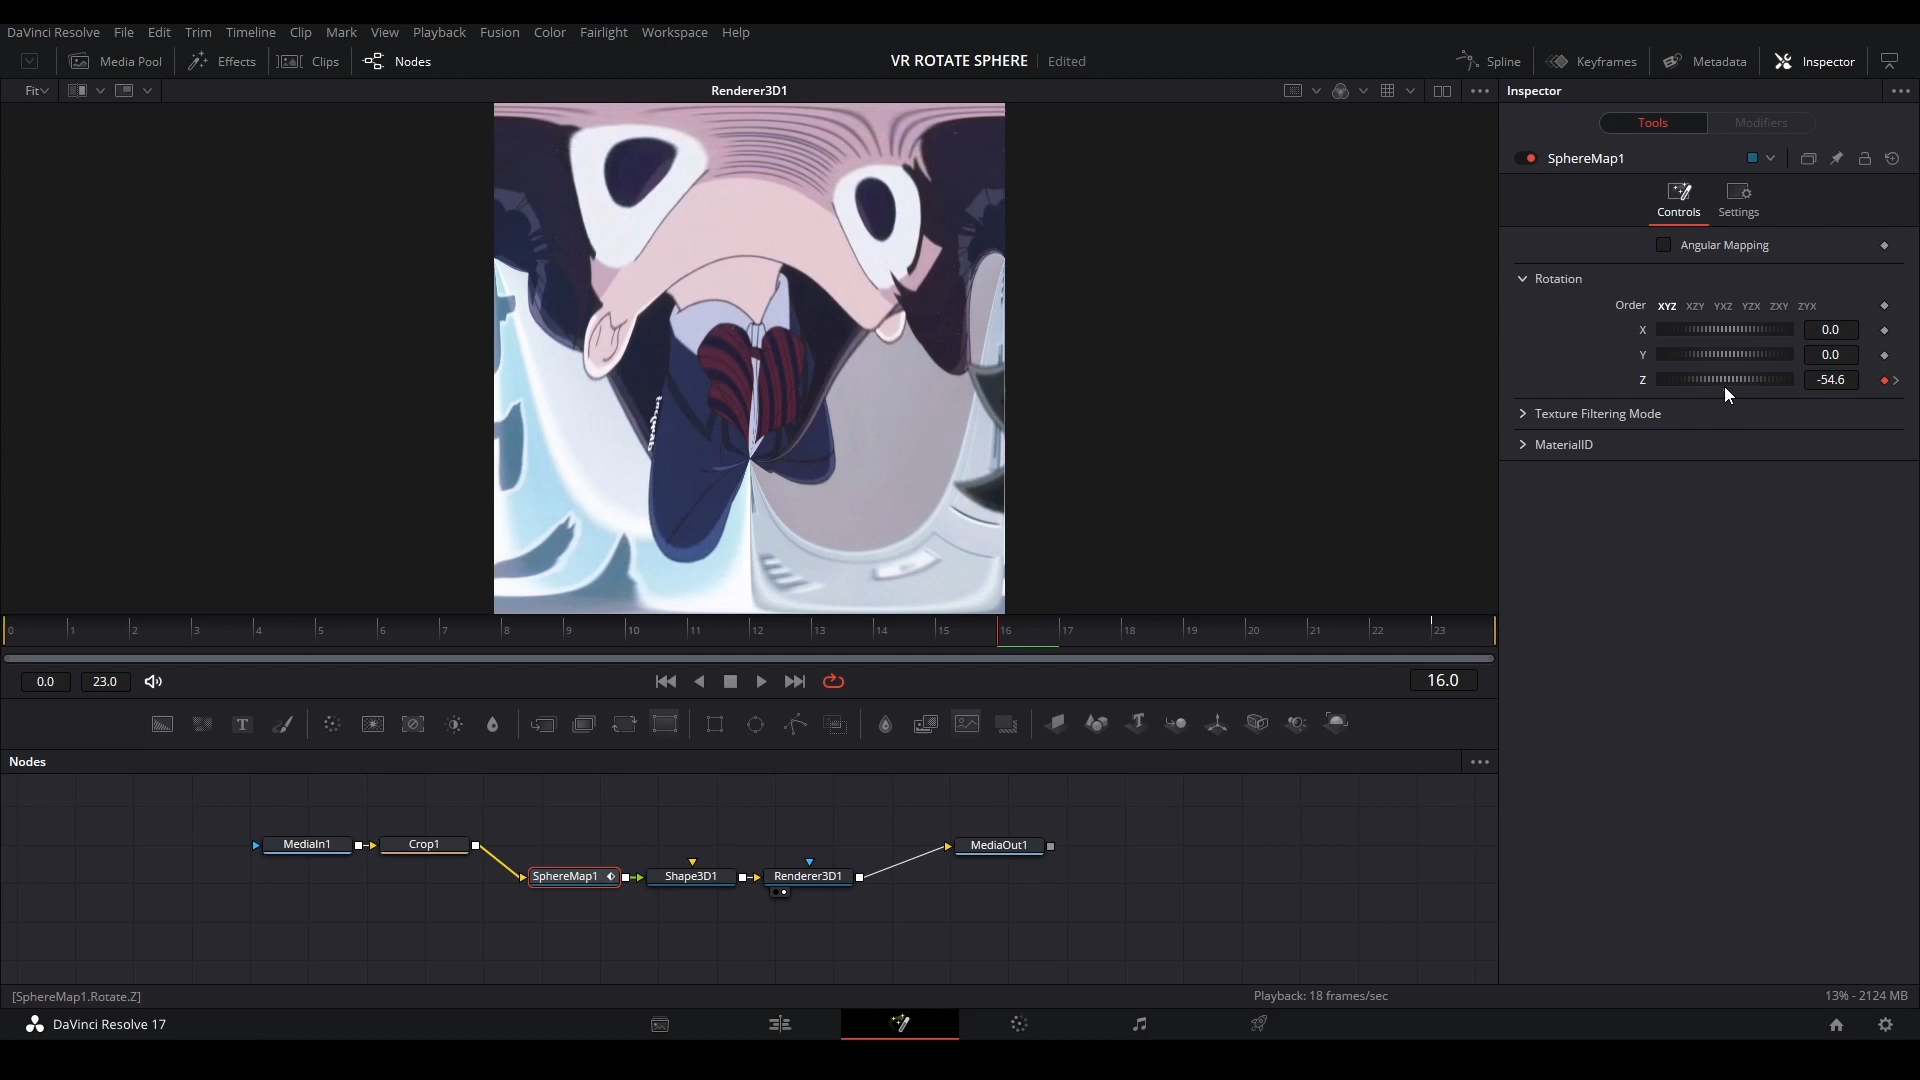 DaVinci Resolve File Edit Trim Timeline Clip Mark View Playback Fusion Color Fairlight Workspace Help
Media Pool Effects Clips Nodes VR ROTATE SPHERE Edited Spline Keyframes Metadata Inspector
Fit Renderer3D1 Inspector
Tools Modifiers
SphereMap1
Controls Settings
Angular Mapping
Rotation
Order XYZ XZY YXZ YZX ZXY ZYX
X 0.0
Y 0.0
Z -54.6
Texture Filtering Mode
MaterialID
0 1 2 3 4 5 6 7 8 9 10 11 12 13 14 15 16 17 18 19 20 21 22 23
0.0 23.0 16.0
T T
Nodes
MediaIn1 Crop1 MediaOut1
SphereMap1 Shape3D1 Renderer3D1
[SphereMap1.Rotate.Z] Playback: 18 frames/sec 13% - 2124 MB
DaVinci Resolve 17